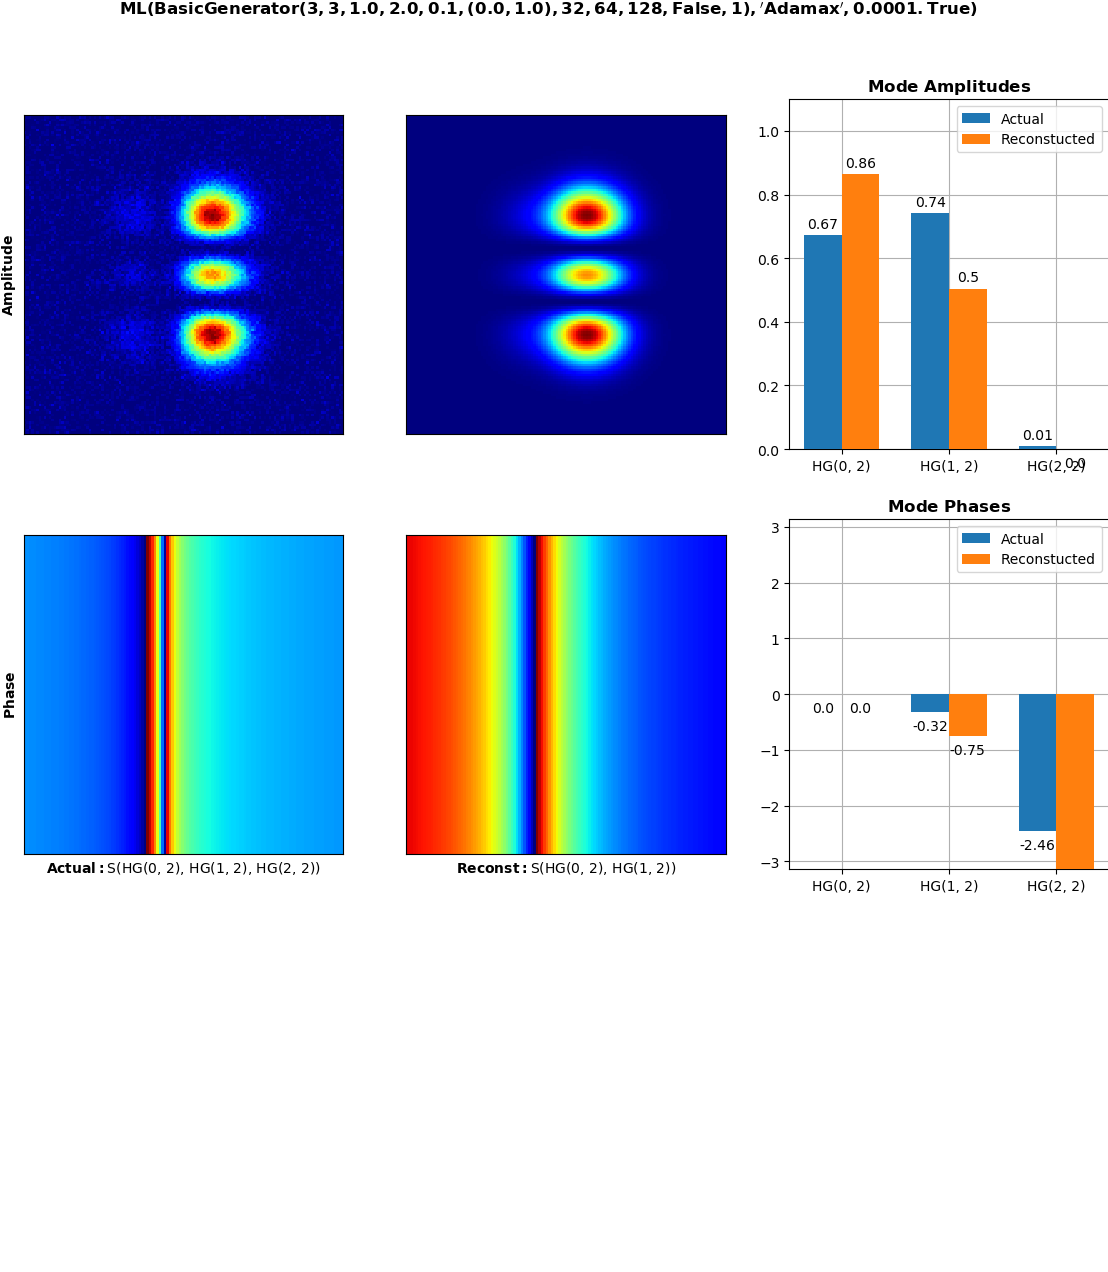 ML(BasicGenerator(3, 3, 1.0, 2.0, 0.1, (0.0, 1.0), 32, 64, 128, False, 1), ′Adamax′, 0.0001. True)
Amplitude
Mode Amplitudes
Actual
Reconstucted
1.0
0.8
0.6
0.4
0.2
0.0
0.67
0.86
0.74
0.5
0.01
0.0
HG(0, 2)
HG(1, 2)
HG(2, 2)
Phase
Actual: S(HG(0, 2), HG(1, 2), HG(2, 2))
Reconst: S(HG(0, 2), HG(1, 2))
Mode Phases
Actual
Reconstucted
3
2
1
0
−1
−2
−3
0.0
0.0
-0.32
-0.75
-2.46
HG(0, 2)
HG(1, 2)
HG(2, 2)